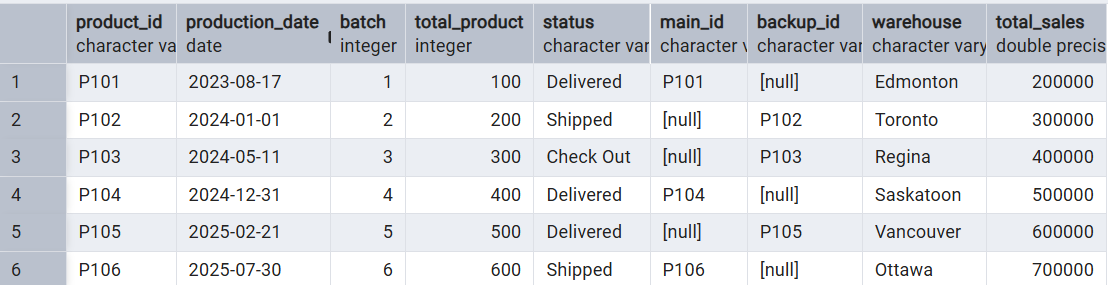 product_id production_date batch total_product status main_id backup_id warehouse total_sales
character va date integer integer character var character v character var character vary double precis
1 P101 2023-08-17 1 100 Delivered P101 [null] Edmonton 200000
2 P102 2024-01-01 2 200 Shipped [null] P102 Toronto 300000
3 P103 2024-05-11 3 300 Check Out [null] P103 Regina 400000
4 P104 2024-12-31 4 400 Delivered P104 [null] Saskatoon 500000
5 P105 2025-02-21 5 500 Delivered [null] P105 Vancouver 600000
6 P106 2025-07-30 6 600 Shipped P106 [null] Ottawa 700000